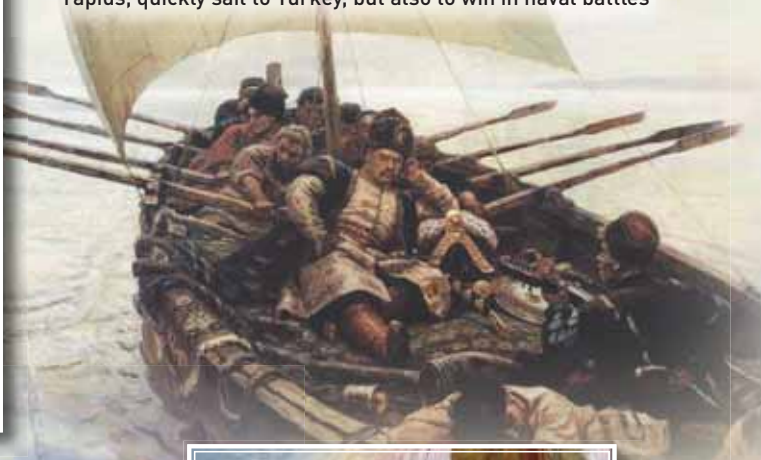 rapids, quickly sail to Turkey, but also to win in naval battles